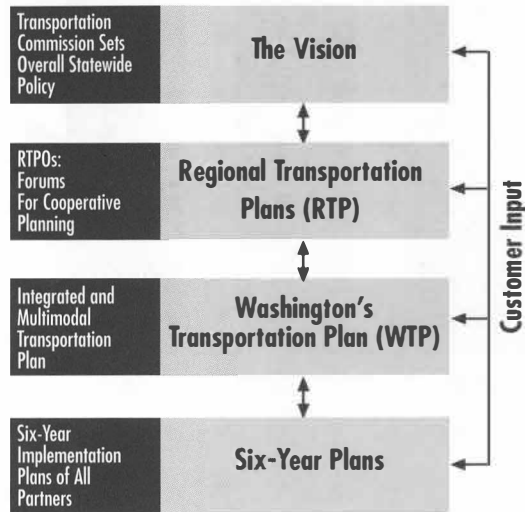 Transportation
Commission Sets
Overall Statewide
Policy
The Vision
RTPOs:
Forums
For Cooperative
Planning
Regional Transportation
Plans (RTP)
Integrated and
Multimodal
Transportation
Plan
Washington's
Transportation Plan (WTP)
Six-Year
Implementation
Plans of All
Partners
Six-Year Plans
Customer Input